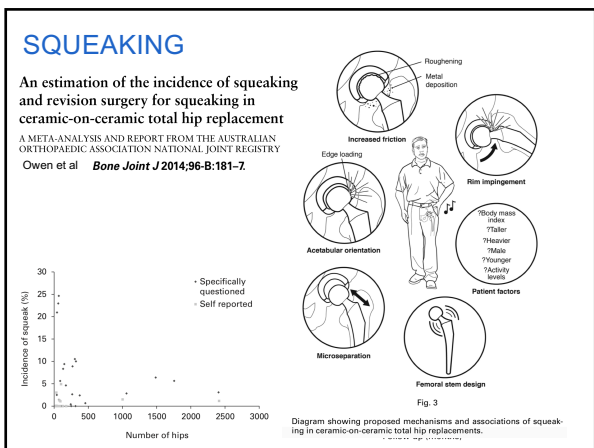 SQUEAKING
An estimation of the incidence of squeaking
and revision surgery for squeaking in
ceramic-on-ceramic total hip replacement
A META-ANALYSIS AND REPORT FROM THE AUSTRALIAN
ORTHOPAEDIC ASSOCIATION NATIONAL JOINT REGISTRY
Owen et al Bone Joint J 2014;96-B:181–7.
Incidence of squeak (%)
30
25
20
15
10
5
0
0 500 1000 1500 2000 2500 3000
Number of hips
Specifically
questioned
Self reported
Roughening
Metal
deposition
Increased friction
Rim impingement
Edge loading
Acetabular orientation
?Body mass
index
?Taller
?Heavier
?Male
?Younger
?Activity
levels
Patient factors
Microseparation
Femoral stem design
Fig. 3
Diagram showing proposed mechanisms and associations of squeak-
ing in ceramic-on-ceramic total hip replacements.